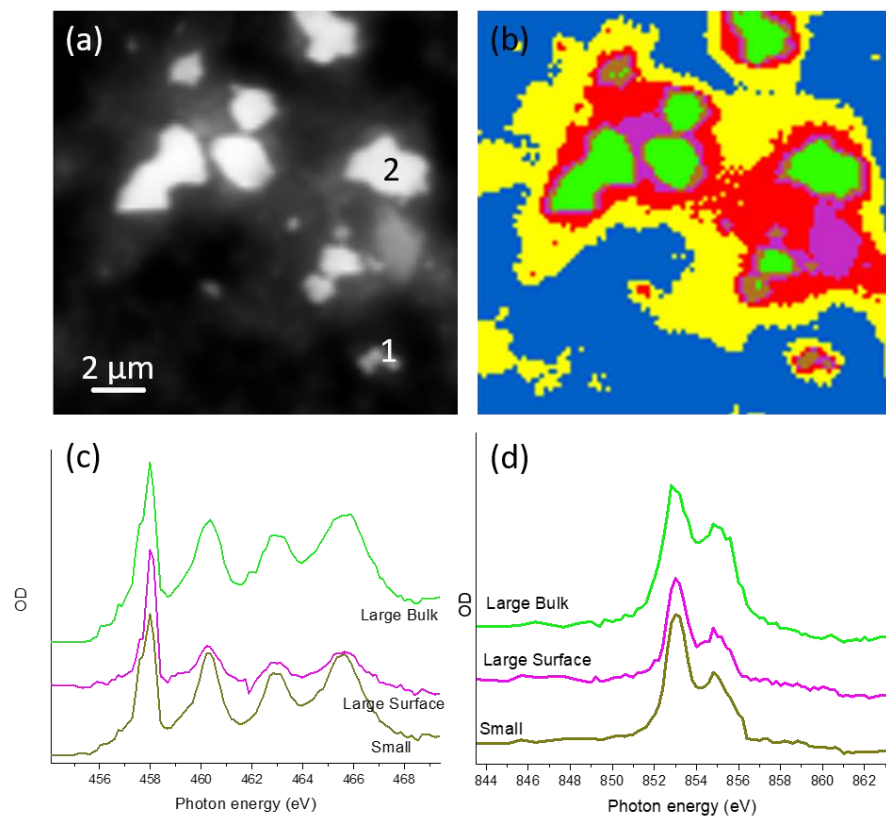 (a)
(b)
2
1
2 μm
(c)
(d)
OD
Large Bulk
Large Surface
Small
456 458 460 462 464 466 468
Photon energy (eV)
OD
Large Bulk
Large Surface
Small
844 846 848 850 852 854 856 858 860 862
Photon energy (eV)